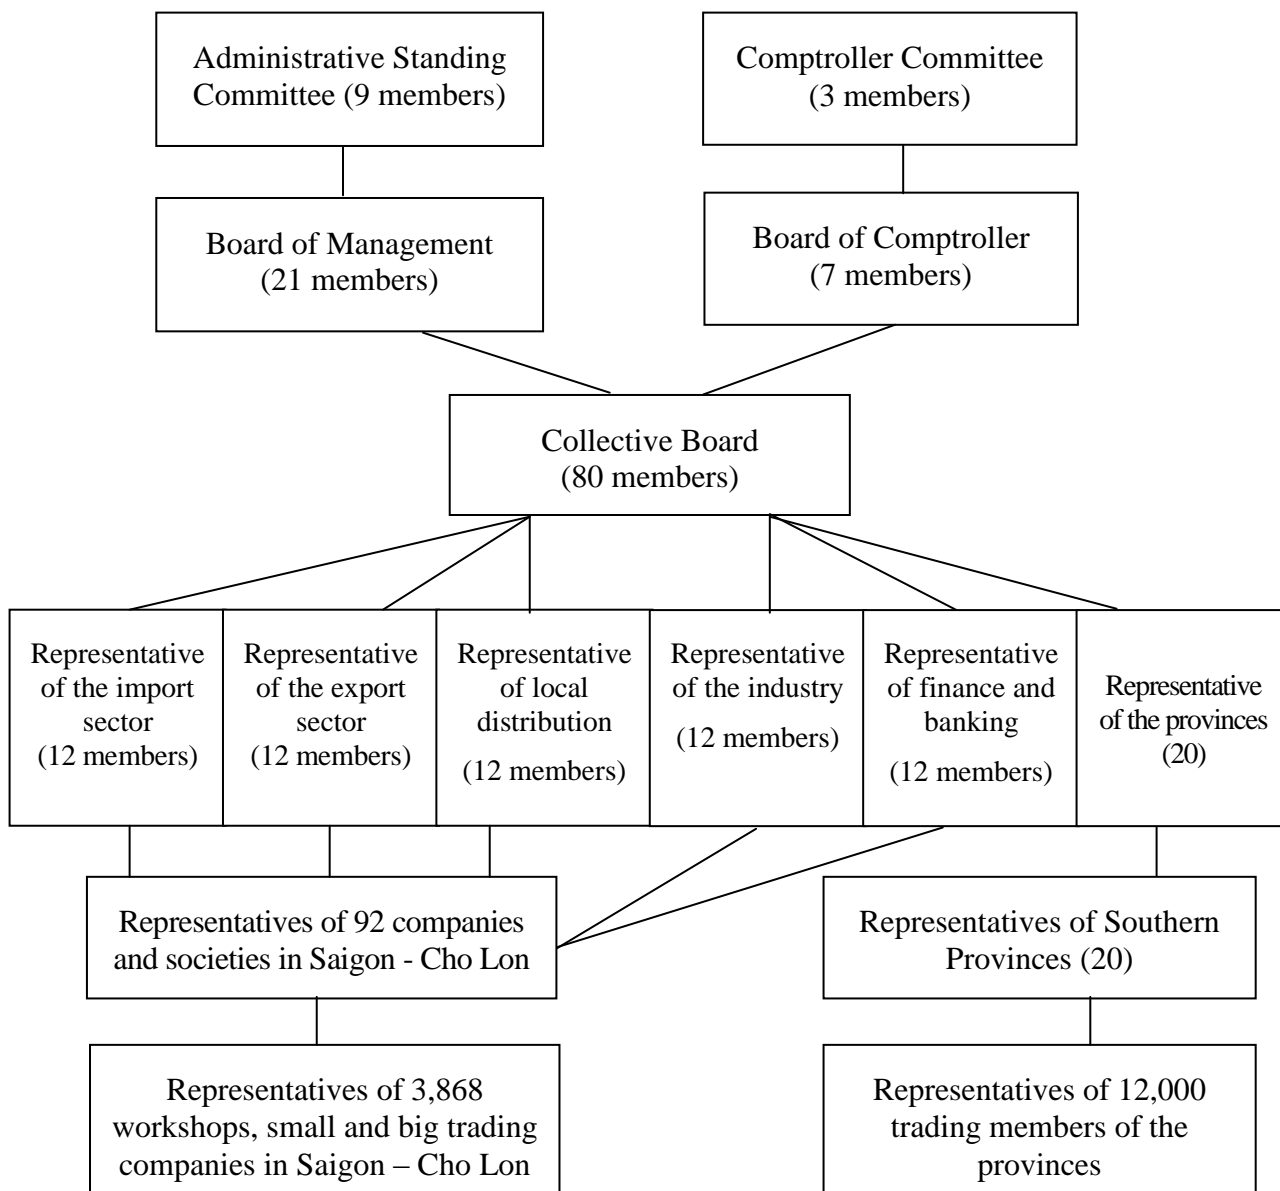 Administrative Standing
Committee (9 members)
Comptroller Committee
(3 members)
Board of Management
(21 members)
Board of Comptroller
(7 members)
Collective Board
(80 members)
Representative
of the import
sector
(12 members)
Representative
of the export
sector
(12 members)
Representative
of local
distribution
(12 members)
Representative
of the industry
(12 members)
Representative
of finance and
banking
(12 members)
Representative
of the provinces
(20)
Representatives of 92 companies
and societies in Saigon - Cho Lon
Representatives of Southern
Provinces (20)
Representatives of 3,868
workshops, small and big trading
companies in Saigon – Cho Lon
Representatives of 12,000
trading members of the
provinces